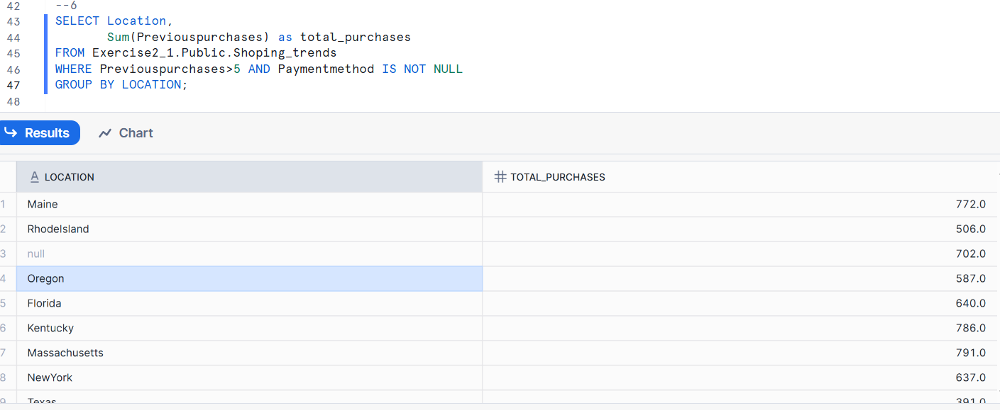 42 --6
43 SELECT Location,
44 Sum(Previouspurchases) as total_purchases
45 FROM Exercise2_1.Public.Shoping_trends
46 WHERE Previouspurchases>5 AND Paymentmethod IS NOT NULL
47 GROUP BY LOCATION;
48
Results Chart
A LOCATION # TOTAL_PURCHASES
1 Maine 772.0
2 RhodeIsland 506.0
3 null 702.0
4 Oregon 587.0
5 Florida 640.0
6 Kentucky 786.0
7 Massachusetts 791.0
8 NewYork 637.0
9 Texas 391.0